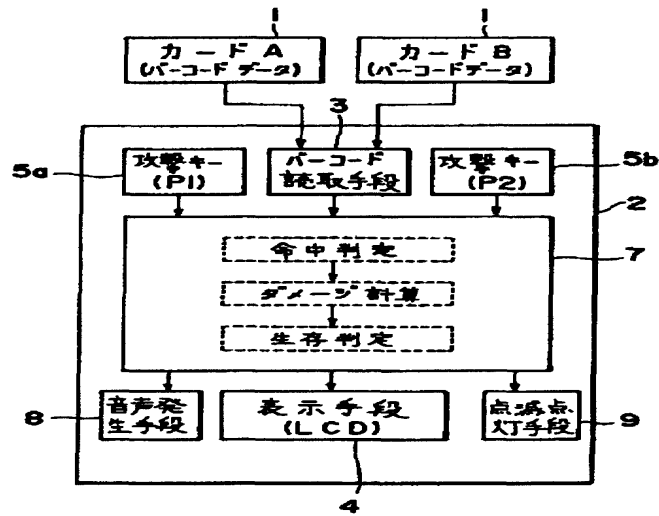 1 1
カード A カード B
(バーコードデータ) (バーコードデータ)
3
5a 攻撃キー バーコード 攻撃キー 5b
(P1) 読取手段 (P2)
2
命中判定 7
ダメージ計算
生存判定
8 音声発 表示手段 点滅点 9
生手段 (LCD) 灯手段
4